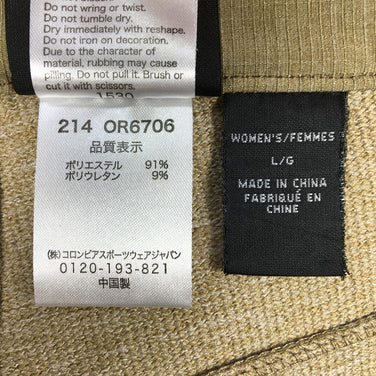 Do not wring or twist.
Do not tumble dry.
Dry immediately with reshape.
Do not iron on decoration.
Due to the character of
material, rubbing may cause
pilling. Do not pull it. Brush or
cut it with scissors.
1530
214 OR6706
品質表示
ポリエステル 91%
ポリウレタン 9%
(株)コロンビアスポーツウェアジャパン
0120-193-821
中国製
WOMEN'S/FEMMES
L/G
MADE IN CHINA
FABRIQUÉ EN
CHINE